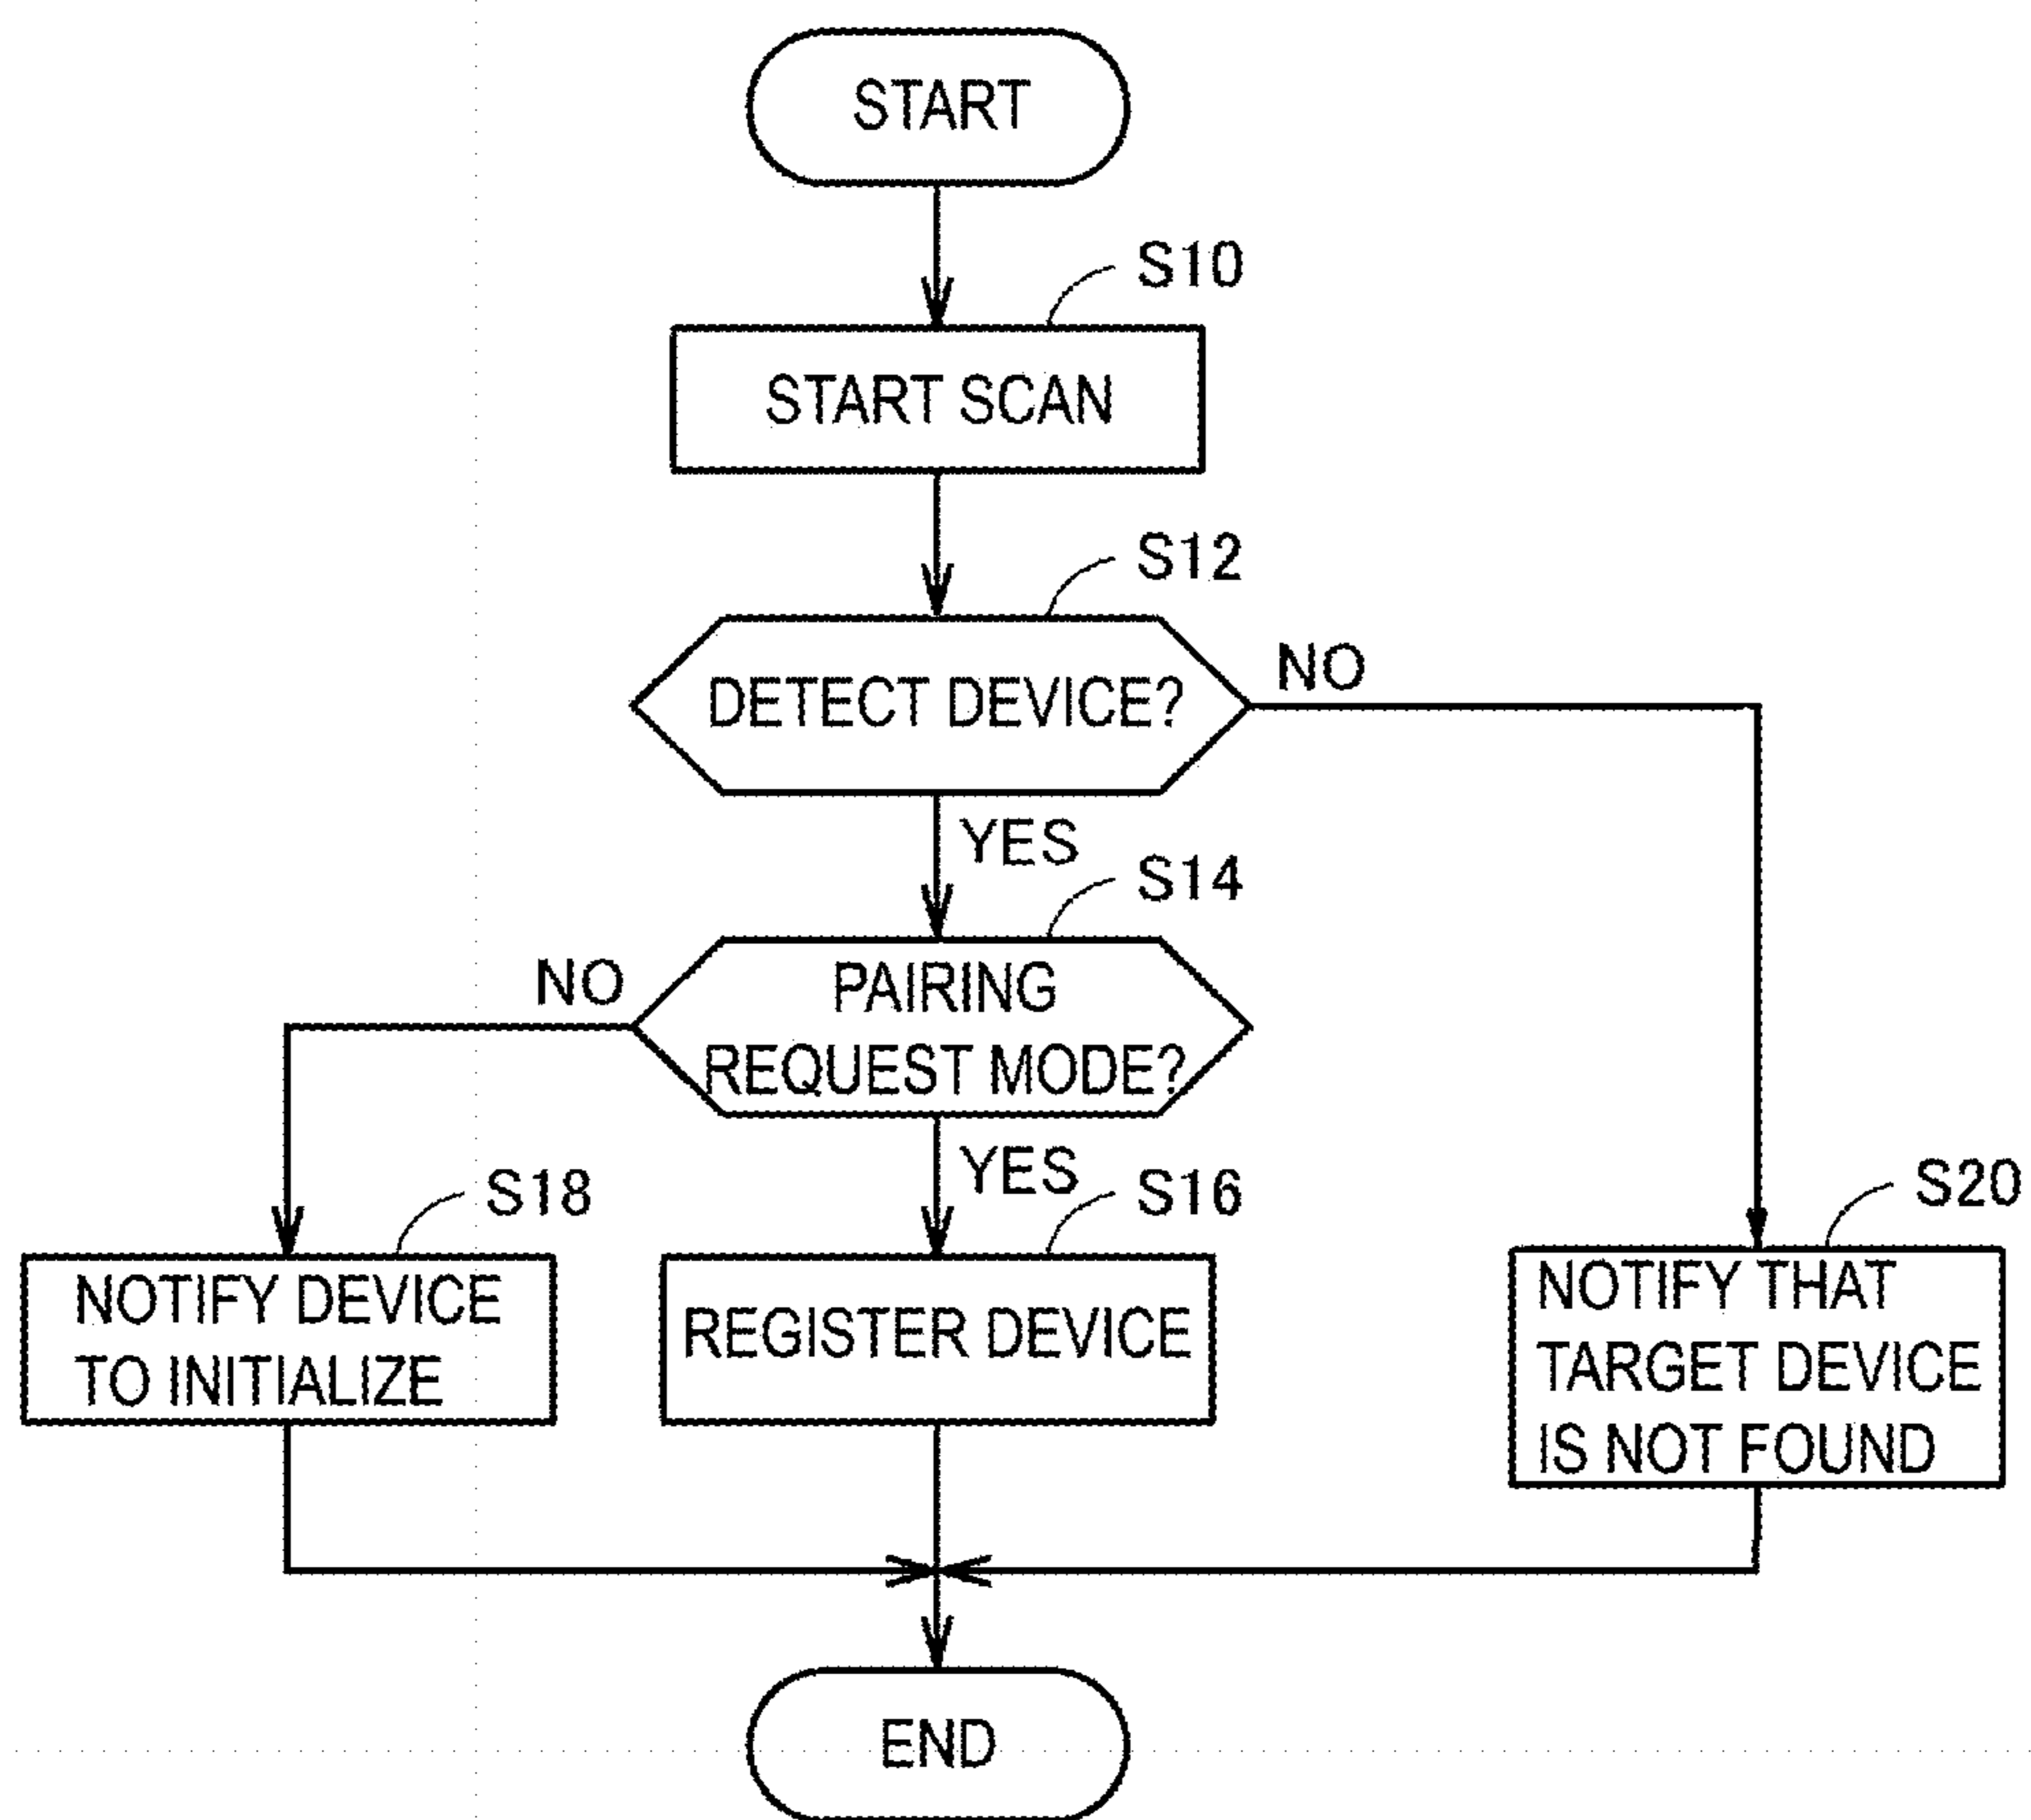 START
S10
START SCAN
S12
DETECT DEVICE?
NO
YES
S14
NO
PAIRING
REQUEST MODE?
YES
S18
S16
S20
NOTIFY DEVICE
TO INITIALIZE
REGISTER DEVICE
NOTIFY THAT
TARGET DEVICE
IS NOT FOUND
END